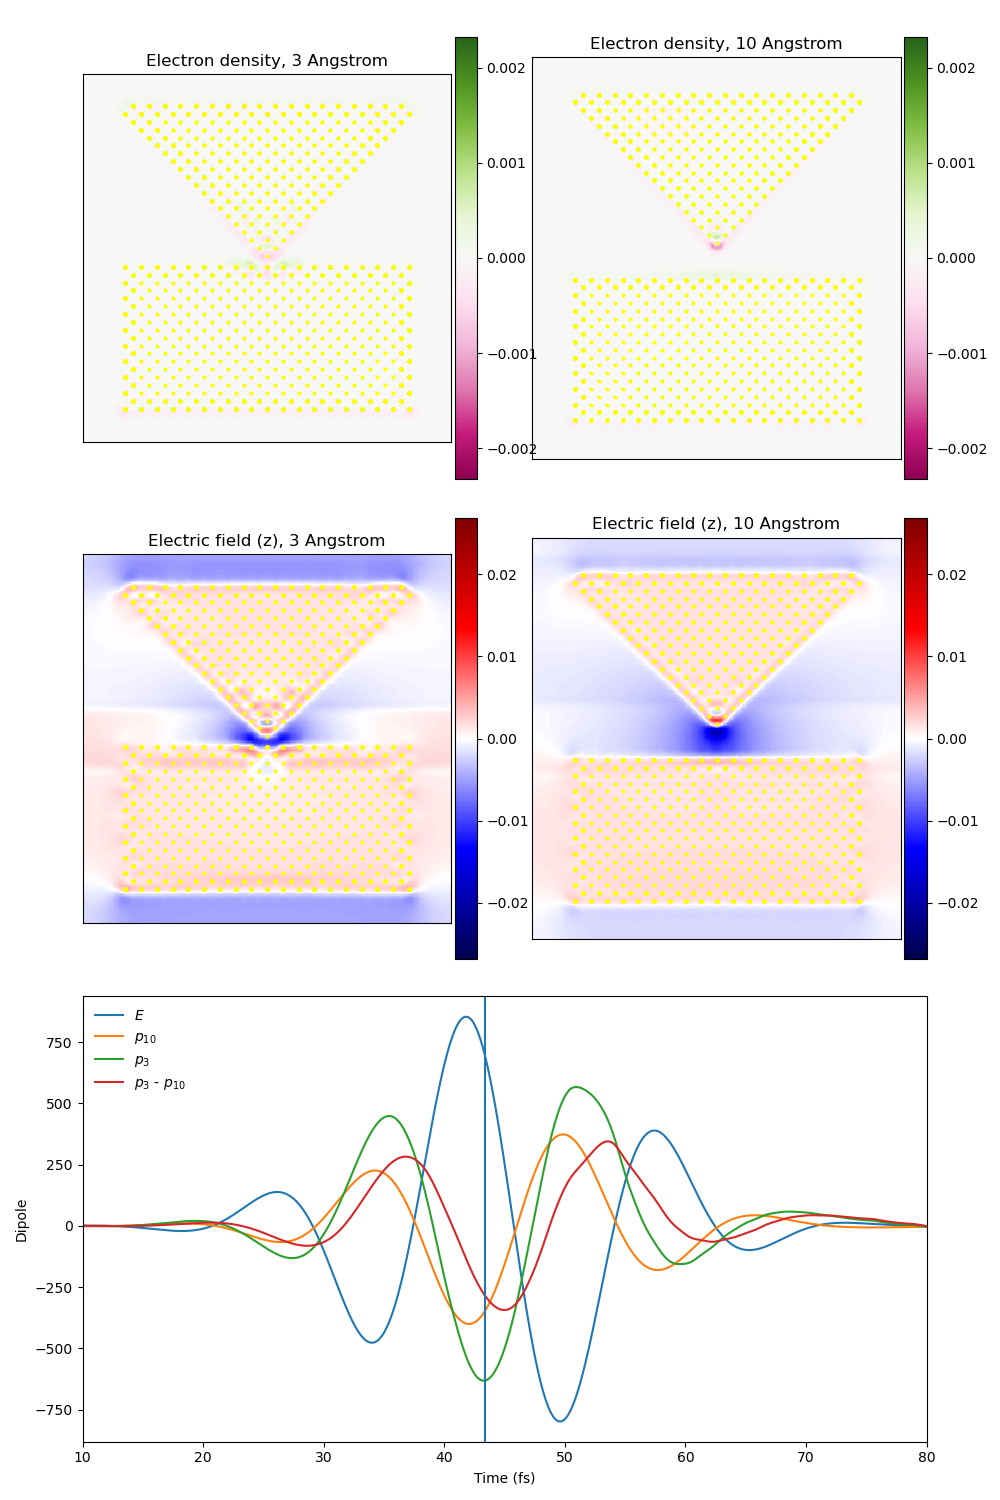 Electron density, 3 Angstrom
0.002
0.001
0.000
−0.001
−0.002
Electron density, 10 Angstrom
0.002
0.001
0.000
−0.001
−0.002
Electric field (z), 3 Angstrom
0.02
0.01
0.00
−0.01
−0.02
Electric field (z), 10 Angstrom
0.02
0.01
0.00
−0.01
−0.02
E
p10
p3
p3 - p10
750
500
250
0
−250
−500
−750
Dipole
10 20 30 40 50 60 70 80
Time (fs)